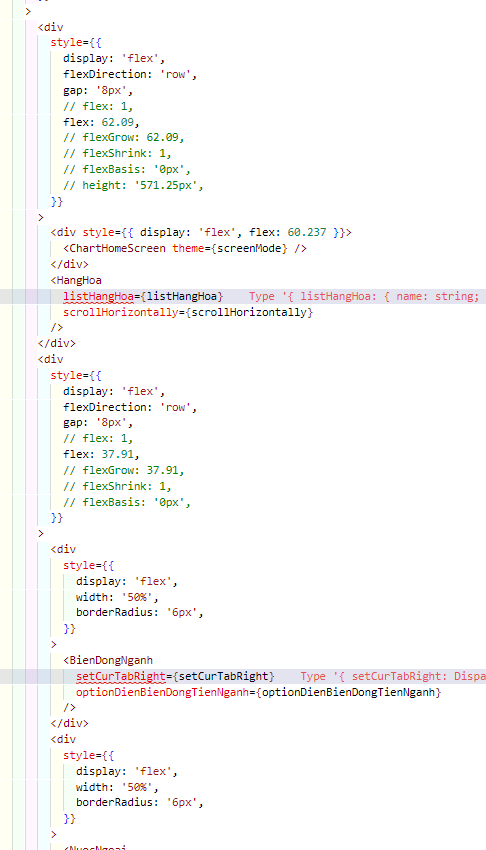 >
<div
style={{
display: 'flex',
flexDirection: 'row',
gap: '8px',
// flex: 1,
flex: 62.09,
// flexGrow: 62.09,
// flexShrink: 1,
// flexBasis: '0px',
// height: '571.25px',
}}
>
<div style={{ display: 'flex', flex: 60.237 }}>
<ChartHomeScreen theme={screenMode} />
</div>
<HangHoa
listHangHoa={listHangHoa} Type '{ listHangHoa: { name: string;
scrollHorizontally={scrollHorizontally}
/>
</div>
<div
style={{
display: 'flex',
flexDirection: 'row',
gap: '8px',
// flex: 1,
flex: 37.91,
// flexGrow: 37.91,
// flexShrink: 1,
// flexBasis: '0px',
}}
>
<div
style={{
display: 'flex',
width: '50%',
borderRadius: '6px',
}}
>
<BienDongNganh
setCurTabRight={setCurTabRight} Type '{ setCurTabRight: Dispa
optionDienBienDongTienNganh={optionDienBienDongTienNganh}
/>
</div>
<div
style={{
display: 'flex',
width: '50%',
borderRadius: '6px',
}}
>
<NuocNgoai